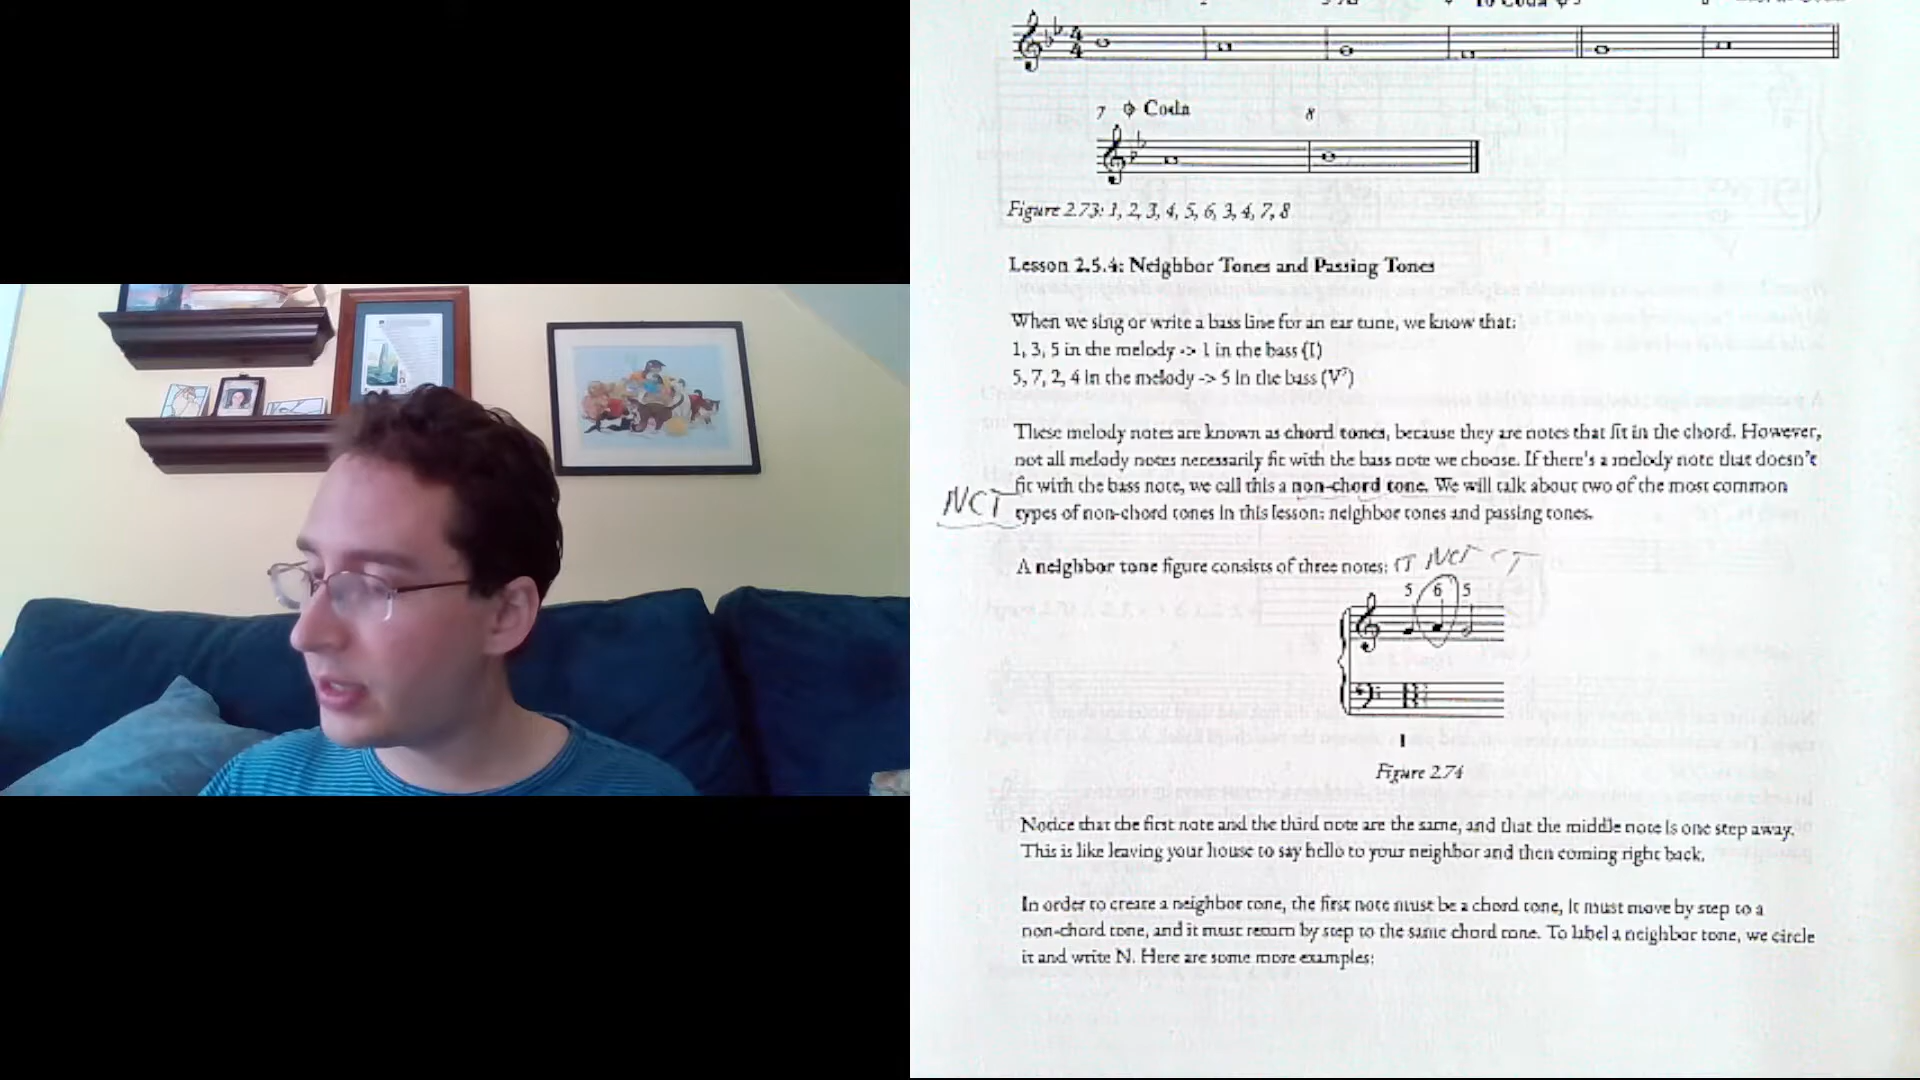 To Coda
4
4
7 Coda 8
Figure 2.73: 1, 2, 3, 4, 5, 6, 3, 4, 7, 8
Lesson 2.5.4: Neighbor Tones and Passing Tones
When we sing or write a bass line for an ear tune, we know that:
1, 3, 5 in the melody -> 1 in the bass (I)
5, 7, 2, 4 in the melody -> 5 in the bass (V⁷)
These melody notes are known as chord tones, because they are notes that fit in the chord. However,
not all melody notes necessarily fit with the bass note we choose. If there's a melody note that doesn't
fit with the bass note, we call this a non-chord tone. We will talk about two of the most common
NCT types of non-chord tones in this lesson: neighbor tones and passing tones.
A neighbor tone figure consists of three notes: CT NCT CT
5 6 5
I
Figure 2.74
Notice that the first note and the third note are the same, and that the middle note is one step away.
This is like leaving your house to say hello to your neighbor and then coming right back.
In order to create a neighbor tone, the first note must be a chord tone, it must move by step to a
non-chord tone, and it must return by step to the same chord tone. To label a neighbor tone, we circle
it and write N. Here are some more examples: